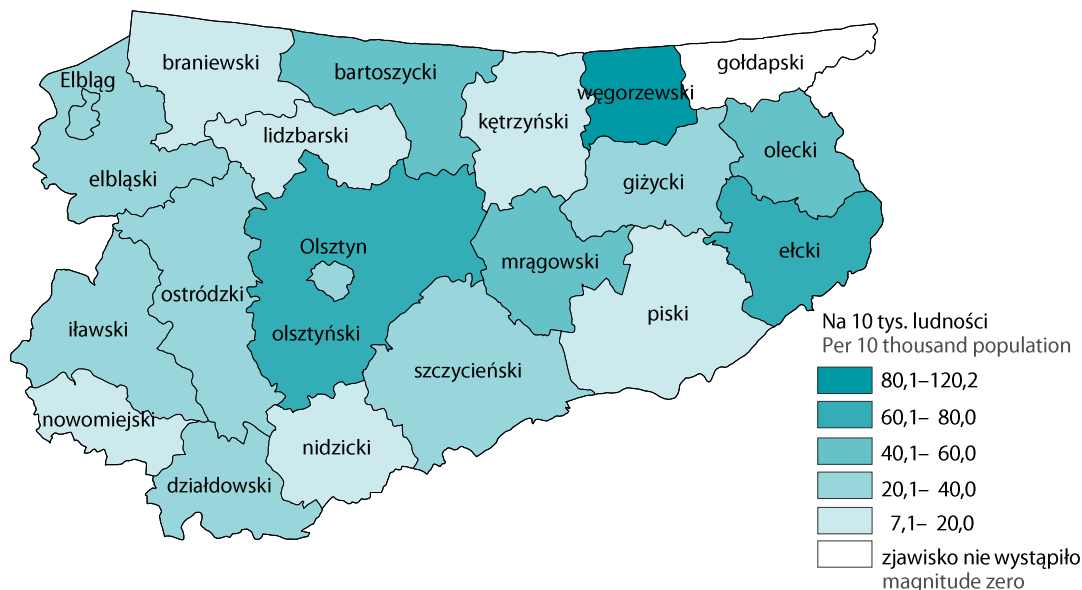 braniewski
bartoszycki
gołdapski
Elbląg
węgorzewski
kętrzyński
lidzbarski
olecki
elbląski
giżycki
Olsztyn
mrągowski
ełcki
ostródzki
piski
iławski
olsztyński
szczycieński
nowomiejski
nidzicki
działdowski
Na 10 tys. ludności
Per 10 thousand population
80,1–120,2
60,1– 80,0
40,1– 60,0
20,1– 40,0
7,1– 20,0
zjawisko nie wystąpiło
magnitude zero